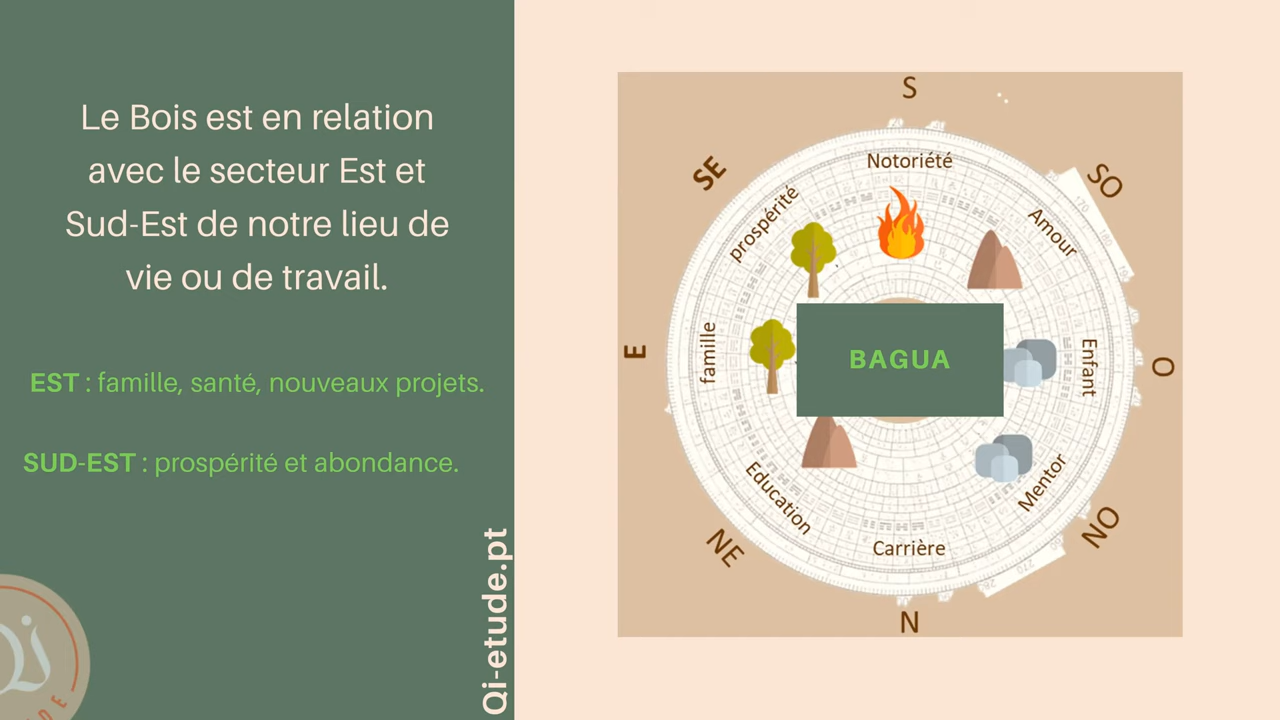 Le Bois est en relation
avec le secteur Est et
Sud-Est de notre lieu de
vie ou de travail.
EST : famille, santé, nouveaux projets.
SUD-EST : prospérité et abondance.
Qi-etude.pt
Qi
S
SE
SO
E
O
NE
NO
N
Notoriété
prospérité
Amour
famille
BAGUA
Enfant
Education
Mentor
Carrière